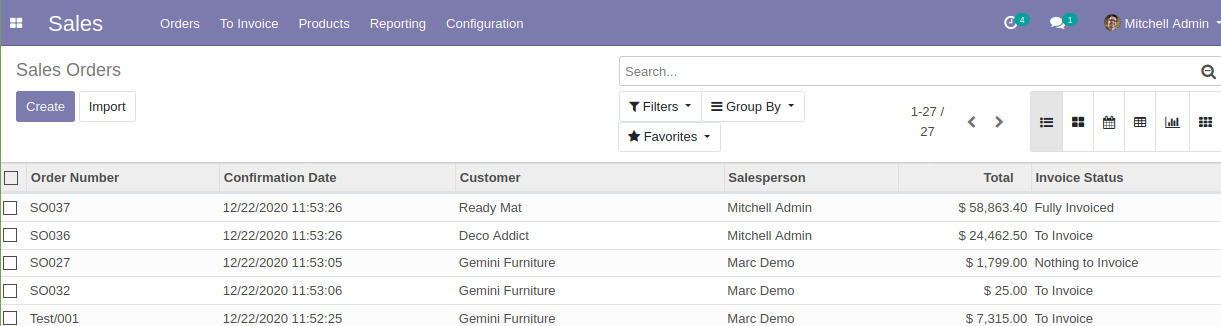 Sales Orders To Invoice Products Reporting Configuration 4 1 Mitchell Admin
Sales Orders Search...
Create Import Filters Group By 1-27 / 27
Favorites
Order Number Confirmation Date Customer Salesperson Total Invoice Status
SO037 12/22/2020 11:53:26 Ready Mat Mitchell Admin $ 58,863.40 Fully Invoiced
SO036 12/22/2020 11:53:26 Deco Addict Mitchell Admin $ 24,462.50 To Invoice
SO027 12/22/2020 11:53:05 Gemini Furniture Marc Demo $ 1,799.00 Nothing to Invoice
SO032 12/22/2020 11:53:06 Gemini Furniture Marc Demo $ 25.00 To Invoice
Test/001 12/22/2020 11:52:25 Gemini Furniture Marc Demo $ 7,315.00 To Invoice